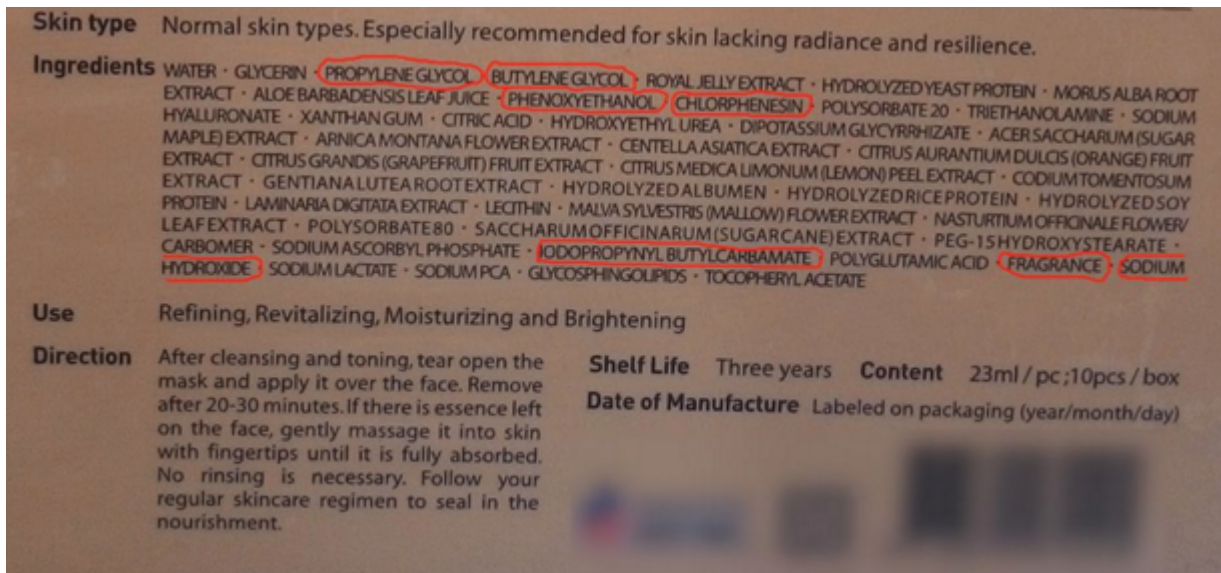 Skin type Normal skin types. Especially recommended for skin lacking radiance and resilience.
Ingredients WATER · GLYCERIN · PROPYLENE GLYCOL · BUTYLENE GLYCOL · ROYAL JELLY EXTRACT · HYDROLYZED YEAST PROTEIN · MORUS ALBA ROOT
EXTRACT · ALOE BARBADENSIS LEAF JUICE · PHENOXYETHANOL · CHLORPHENESIN · POLYSORBATE 20 · TRIETHANOLAMINE · SODIUM
HYALURONATE · XANTHAN GUM · CITRIC ACID · HYDROXYETHYL UREA · DIPOTASSIUM GLYCYRRHIZATE · ACER SACCHARUM (SUGAR
MAPLE) EXTRACT · ARNICA MONTANA FLOWER EXTRACT · CENTELLA ASIATICA EXTRACT · CITRUS AURANTIUM DULCIS (ORANGE) FRUIT
EXTRACT · CITRUS GRANDIS (GRAPEFRUIT) FRUIT EXTRACT · CITRUS MEDICA LIMONUM (LEMON) PEEL EXTRACT · CODIUM TOMENTOSUM
EXTRACT · GENTIANA LUTEA ROOT EXTRACT · HYDROLYZED ALBUMEN · HYDROLYZED RICE PROTEIN · HYDROLYZED SOY
PROTEIN · LAMINARIA DIGITATA EXTRACT · LECITHIN · MALVA SYLVESTRIS (MALLOW) FLOWER EXTRACT · NASTURTIUM OFFICINALE FLOWER/
LEAF EXTRACT · POLYSORBATE 80 · SACCHARUM OFFICINARUM (SUGAR CANE) EXTRACT · PEG-15 HYDROXYSTEARATE ·
CARBOMER · SODIUM ASCORBYL PHOSPHATE · IODOPROPYNYL BUTYLCARBAMATE · POLYGLUTAMIC ACID · FRAGRANCE · SODIUM
HYDROXIDE · SODIUM LACTATE · SODIUM PCA · GLYCOSPHINGOLIPIDS · TOCOPHERYL ACETATE
Use Refining, Revitalizing, Moisturizing and Brightening
Direction After cleansing and toning, tear open the
mask and apply it over the face. Remove
after 20-30 minutes. If there is essence left
on the face, gently massage it into skin
with fingertips until it is fully absorbed.
No rinsing is necessary. Follow your
regular skincare regimen to seal in the
nourishment.
Shelf Life Three years Content 23ml / pc ;10pcs / box
Date of Manufacture Labeled on packaging (year/month/day)